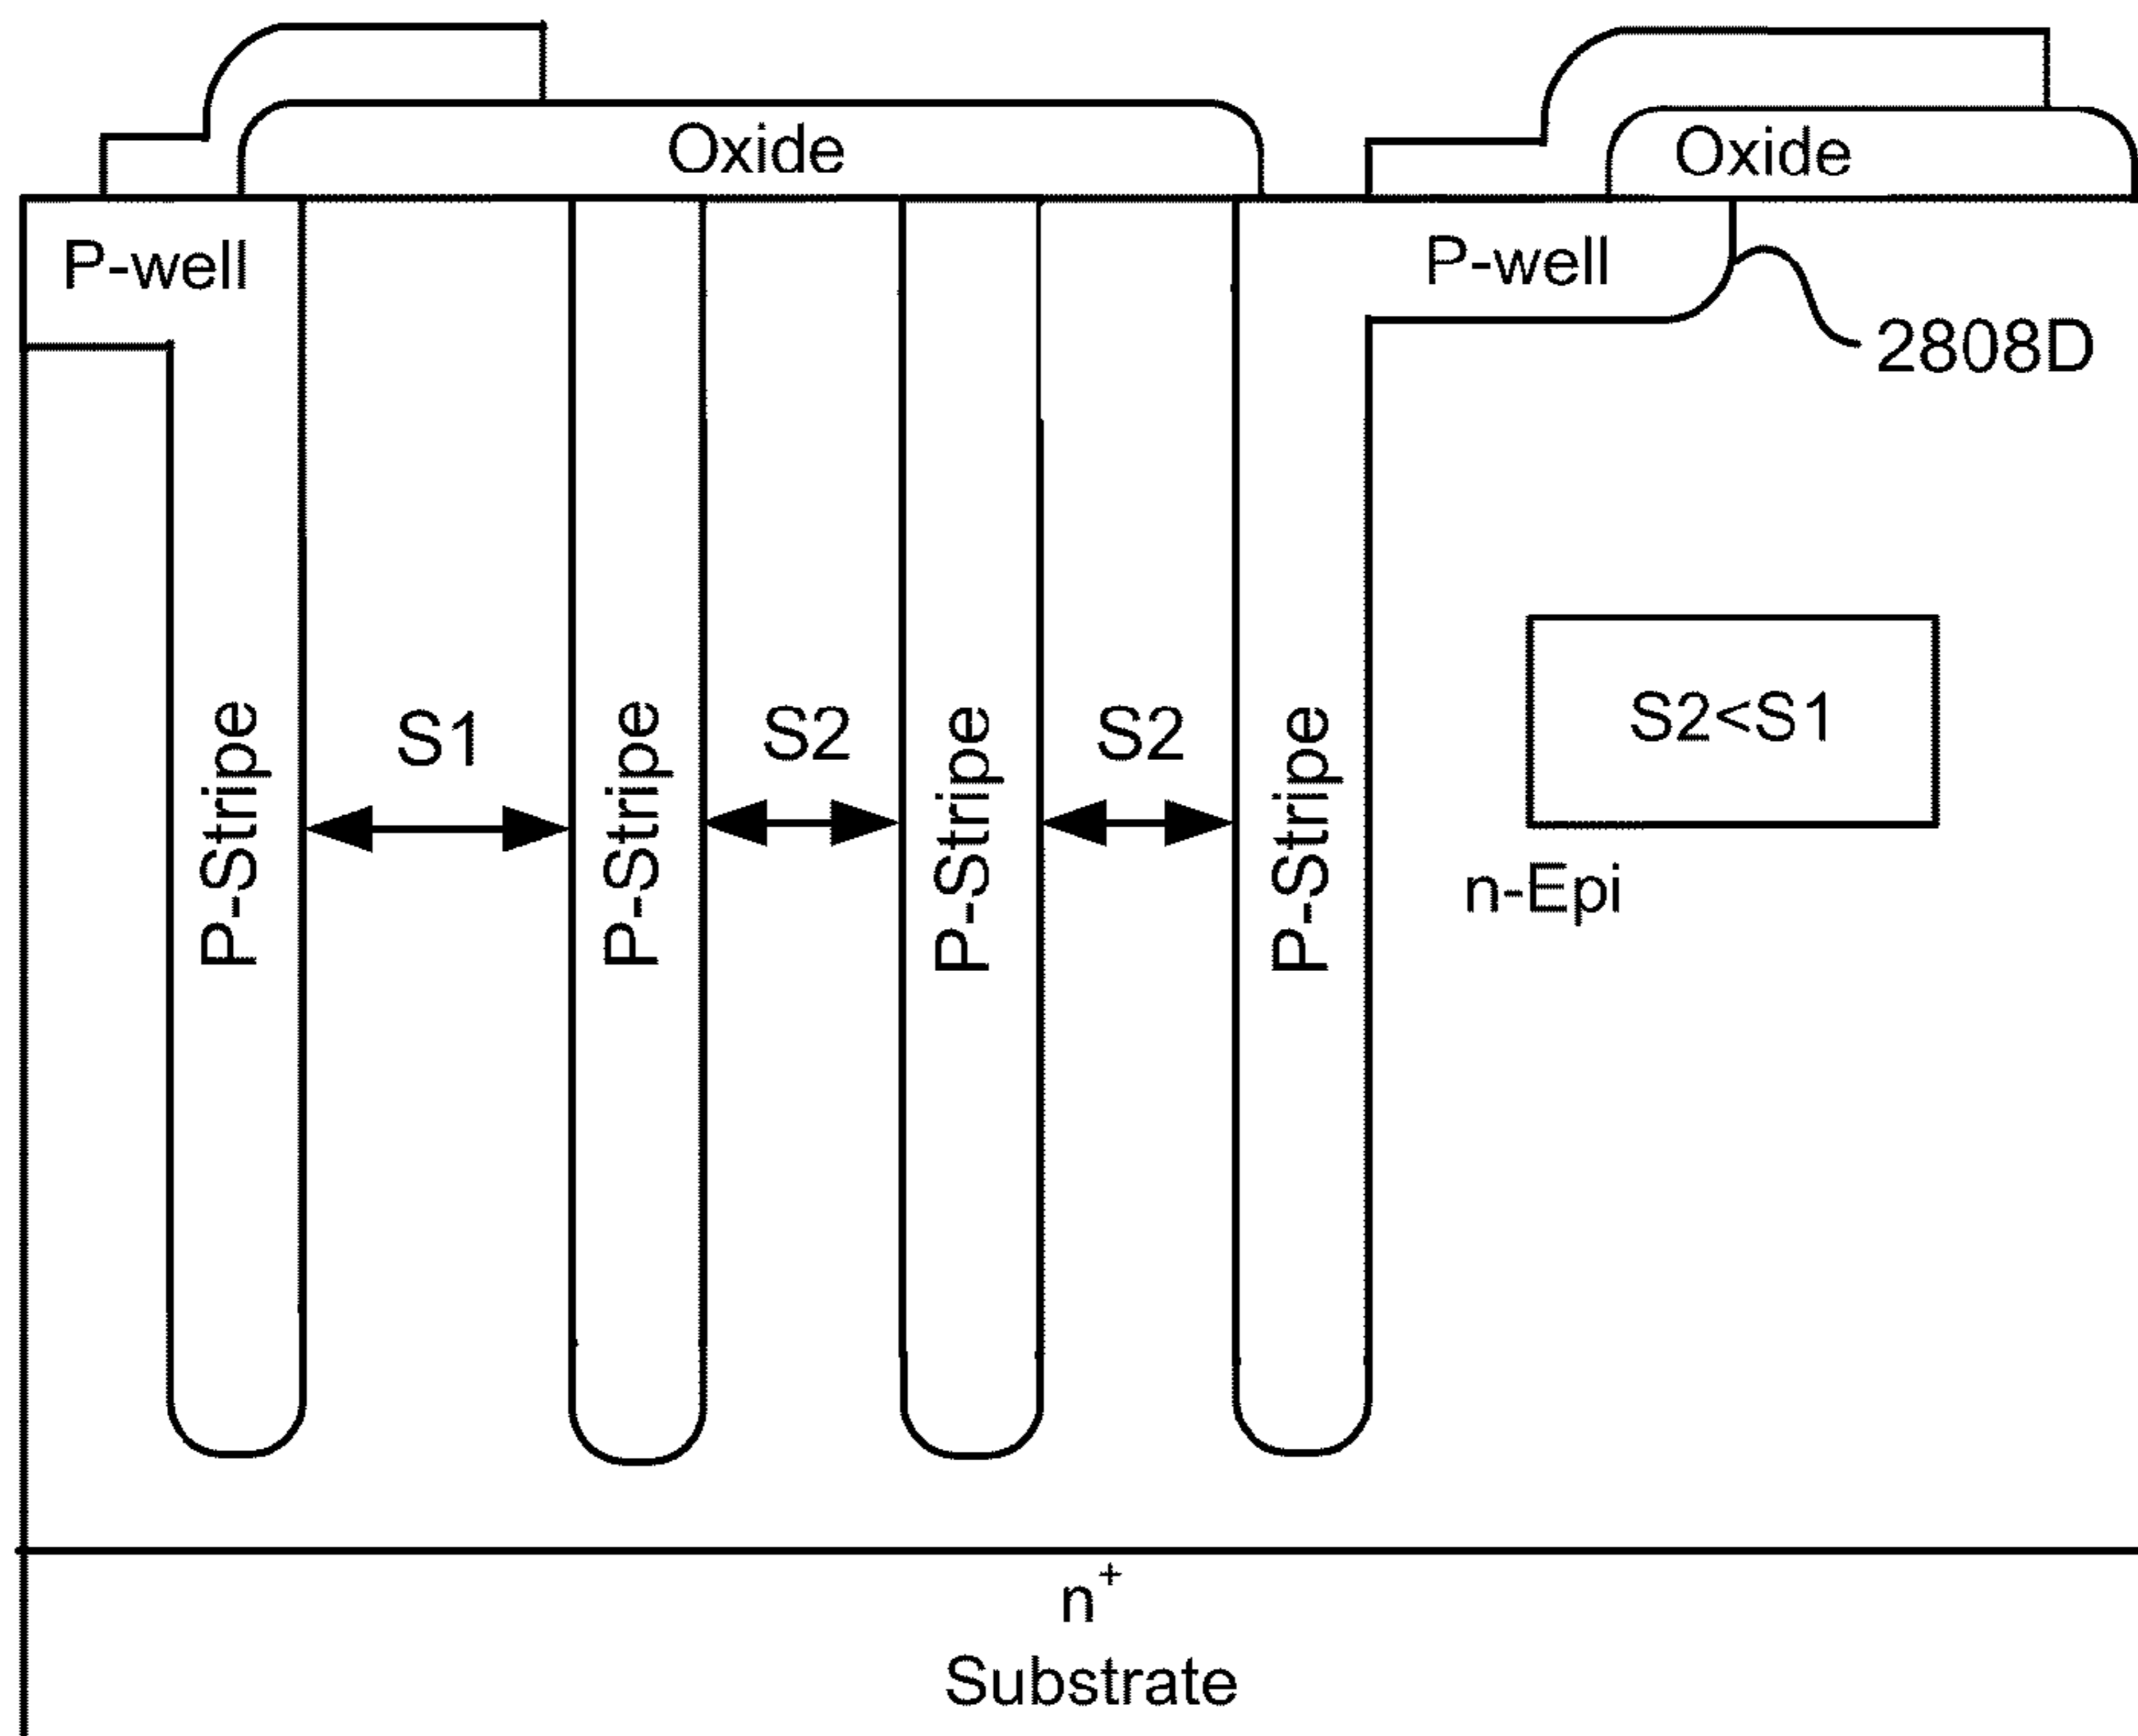 Oxide
Oxide
P-well
P-well
2808D
P-Stripe
S1
P-Stripe
S2
P-Stripe
S2
P-Stripe
S2<S1
n-Epi
n⁺
Substrate